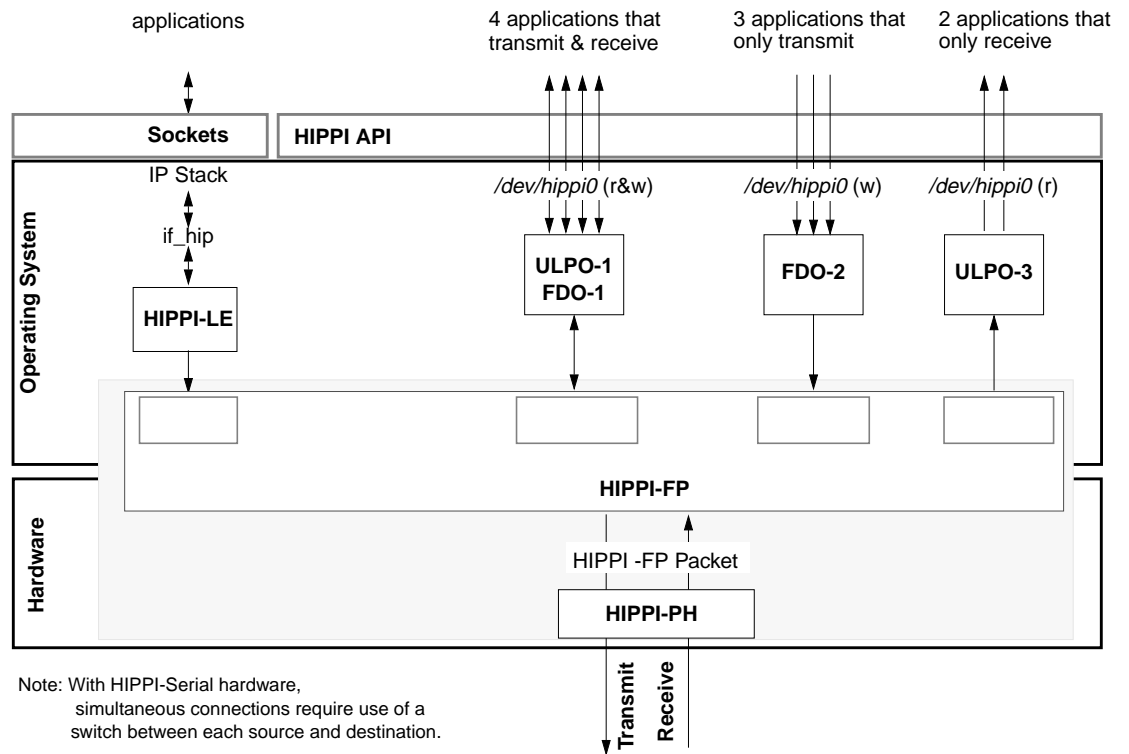 applications
4 applications that
transmit & receive
3 applications that
only transmit
2 applications that
only receive
Sockets
HIPPI API
IP Stack
/dev/hippi0 (r&w)
/dev/hippi0 (w)
/dev/hippi0 (r)
if_hip
ULPO-1
FDO-1
FDO-2
ULPO-3
HIPPI-LE
Operating System
HIPPI-FP
Hardware
HIPPI -FP Packet
HIPPI-PH
Transmit
Receive
Note: With HIPPI-Serial hardware,
simultaneous connections require use of a
switch between each source and destination.